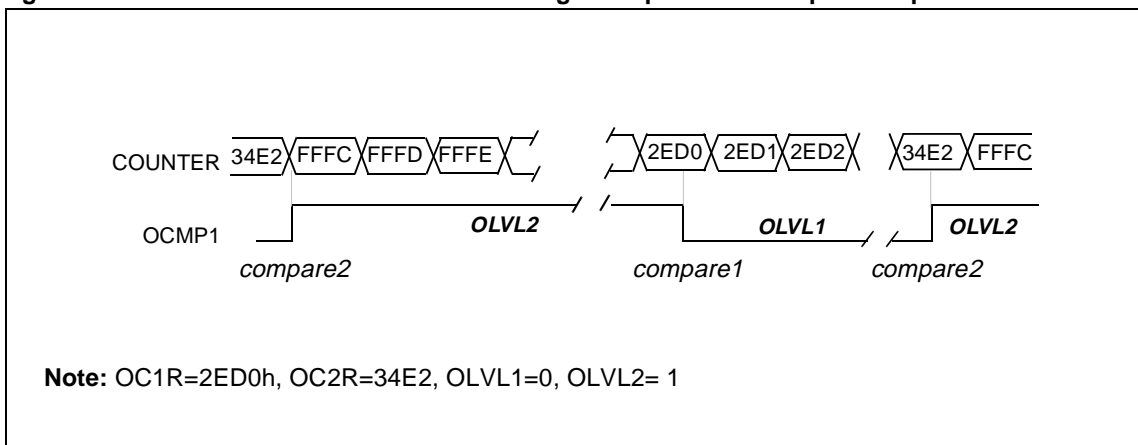 COUNTER 34E2 FFFC FFFD FFFE 2ED0 2ED1 2ED2 34E2 FFFC
OCMP1 OLVL2 OLVL1 OLVL2
compare2 compare1 compare2
Note: OC1R=2ED0h, OC2R=34E2, OLVL1=0, OLVL2= 1